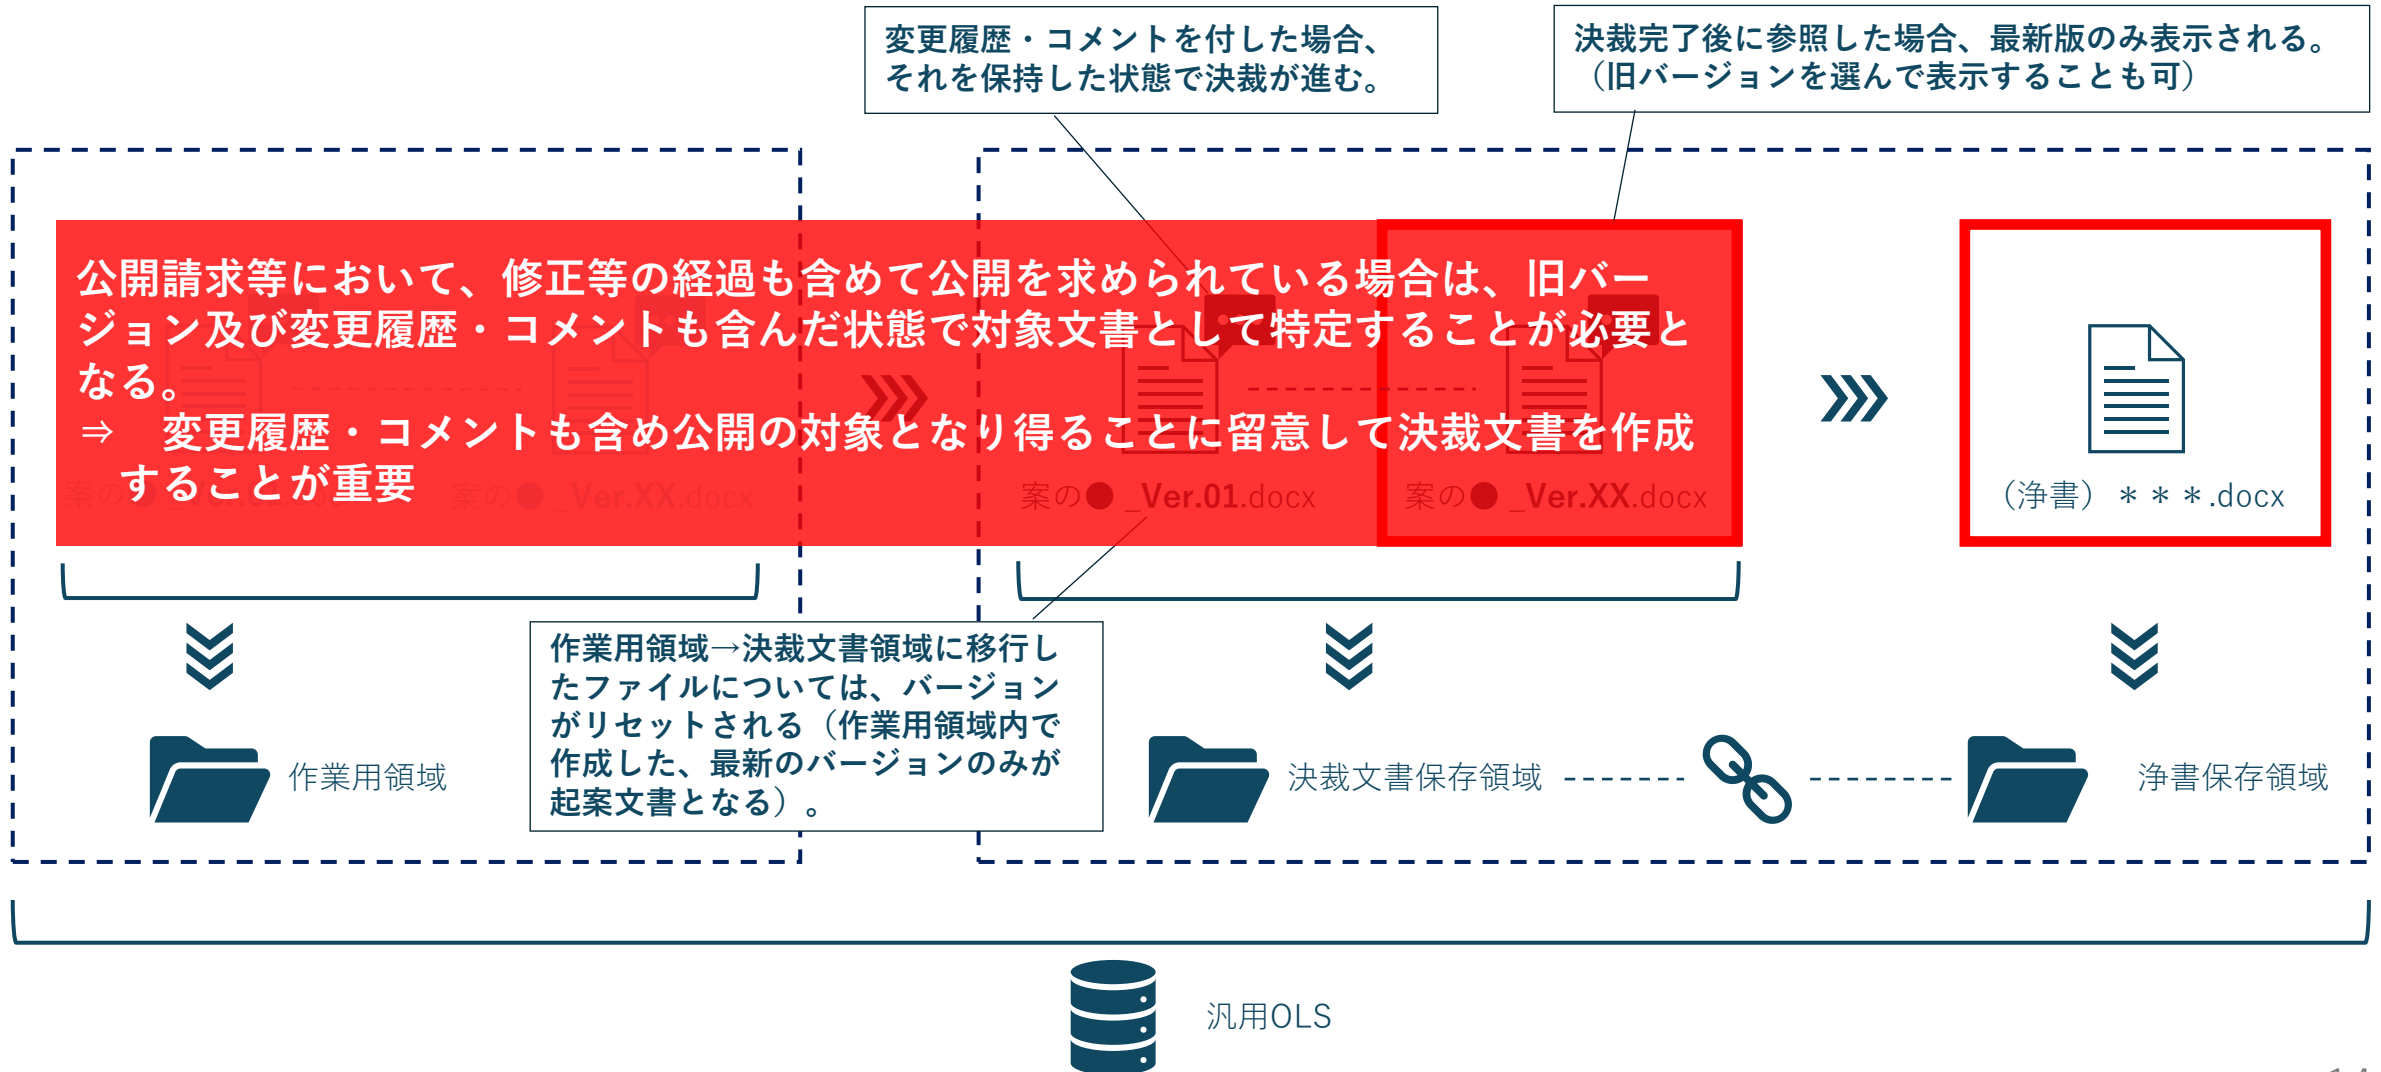 変更履歴・コメントを付した場合、
それを保持した状態で決裁が進む。
決裁完了後に参照した場合、最新版のみ表示される。
（旧バージョンを選んで表示することも可）
公開請求等において、修正等の経過も含めて公開を求められている場合は、旧バー
ジョン及び変更履歴・コメントも含んだ状態で対象文書として特定することが必要と
なる。
⇒　変更履歴・コメントも含め公開の対象となり得ることに留意して決裁文書を作成
することが重要
案の● _Ver.01.docx
案の● _Ver.XX.docx
案の● _Ver.01.docx
案の● _Ver.XX.docx
（浄書）＊＊＊.docx
作業用領域→決裁文書領域に移行し
たファイルについては、バージョン
がリセットされる（作業用領域内で
作成した、最新のバージョンのみが
起案文書となる）。
作業用領域
決裁文書保存領域
浄書保存領域
汎用OLS